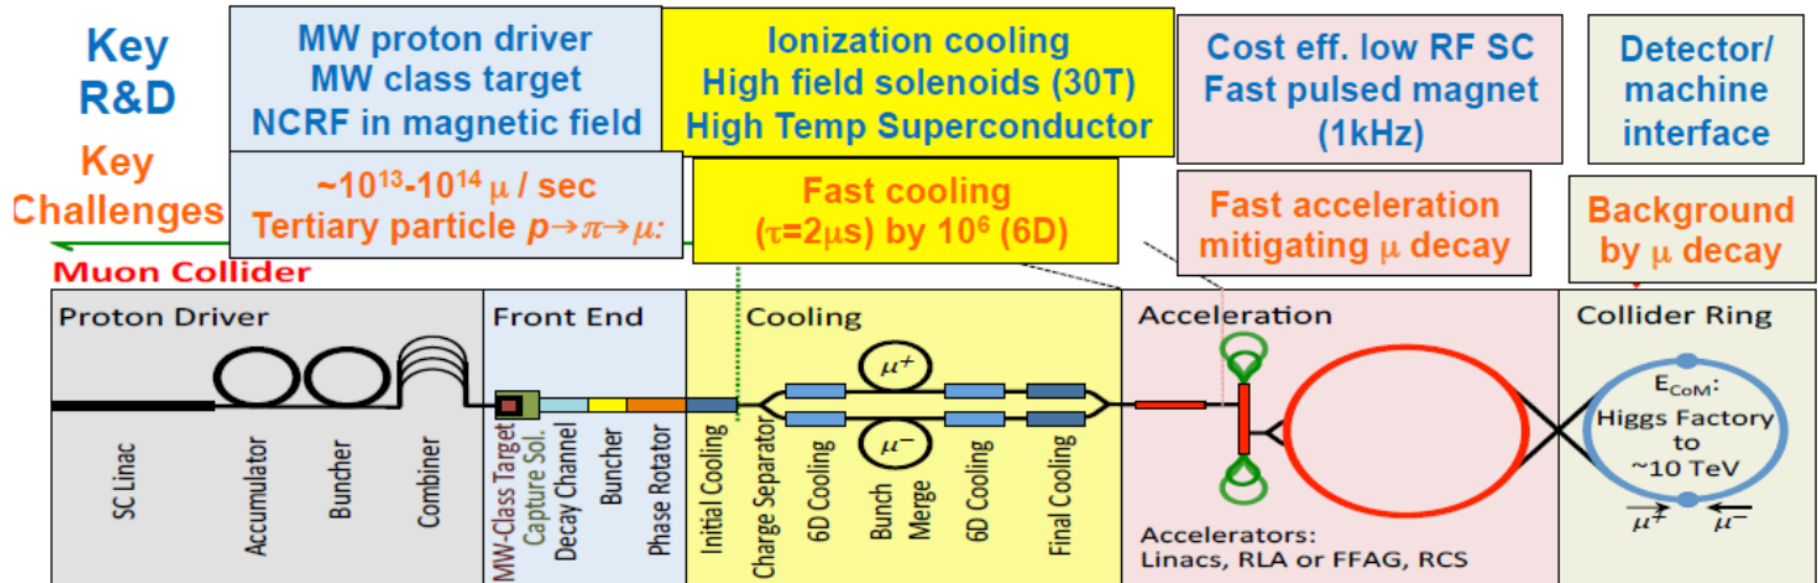 Key
R&D
MW proton driver
MW class target
NCRF in magnetic field
Ionization cooling
High field solenoids (30T)
High Temp Superconductor
Cost eff. low RF SC
Fast pulsed magnet
(1kHz)
Detector/
machine
interface
Key
Challenges
~10¹³-10¹⁴ μ / sec
Tertiary particle p→π→μ:
Fast cooling
(τ=2μs) by 10⁶ (6D)
Fast acceleration
mitigating μ decay
Background
by μ decay
Muon Collider
Proton Driver
Front End
Cooling
Acceleration
Collider Ring
SC Linac
Accumulator
Buncher
Combiner
MW-Class Target
Capture Sol.
Decay Channel
Buncher
Phase Rotator
Initial Cooling
Charge Separator
6D Cooling
μ⁺
μ⁻
Bunch
Merge
6D Cooling
Final Cooling
Accelerators:
Linacs, RLA or FFAG, RCS
E_CoM:
Higgs Factory
to
~10 TeV
μ⁺ μ⁻